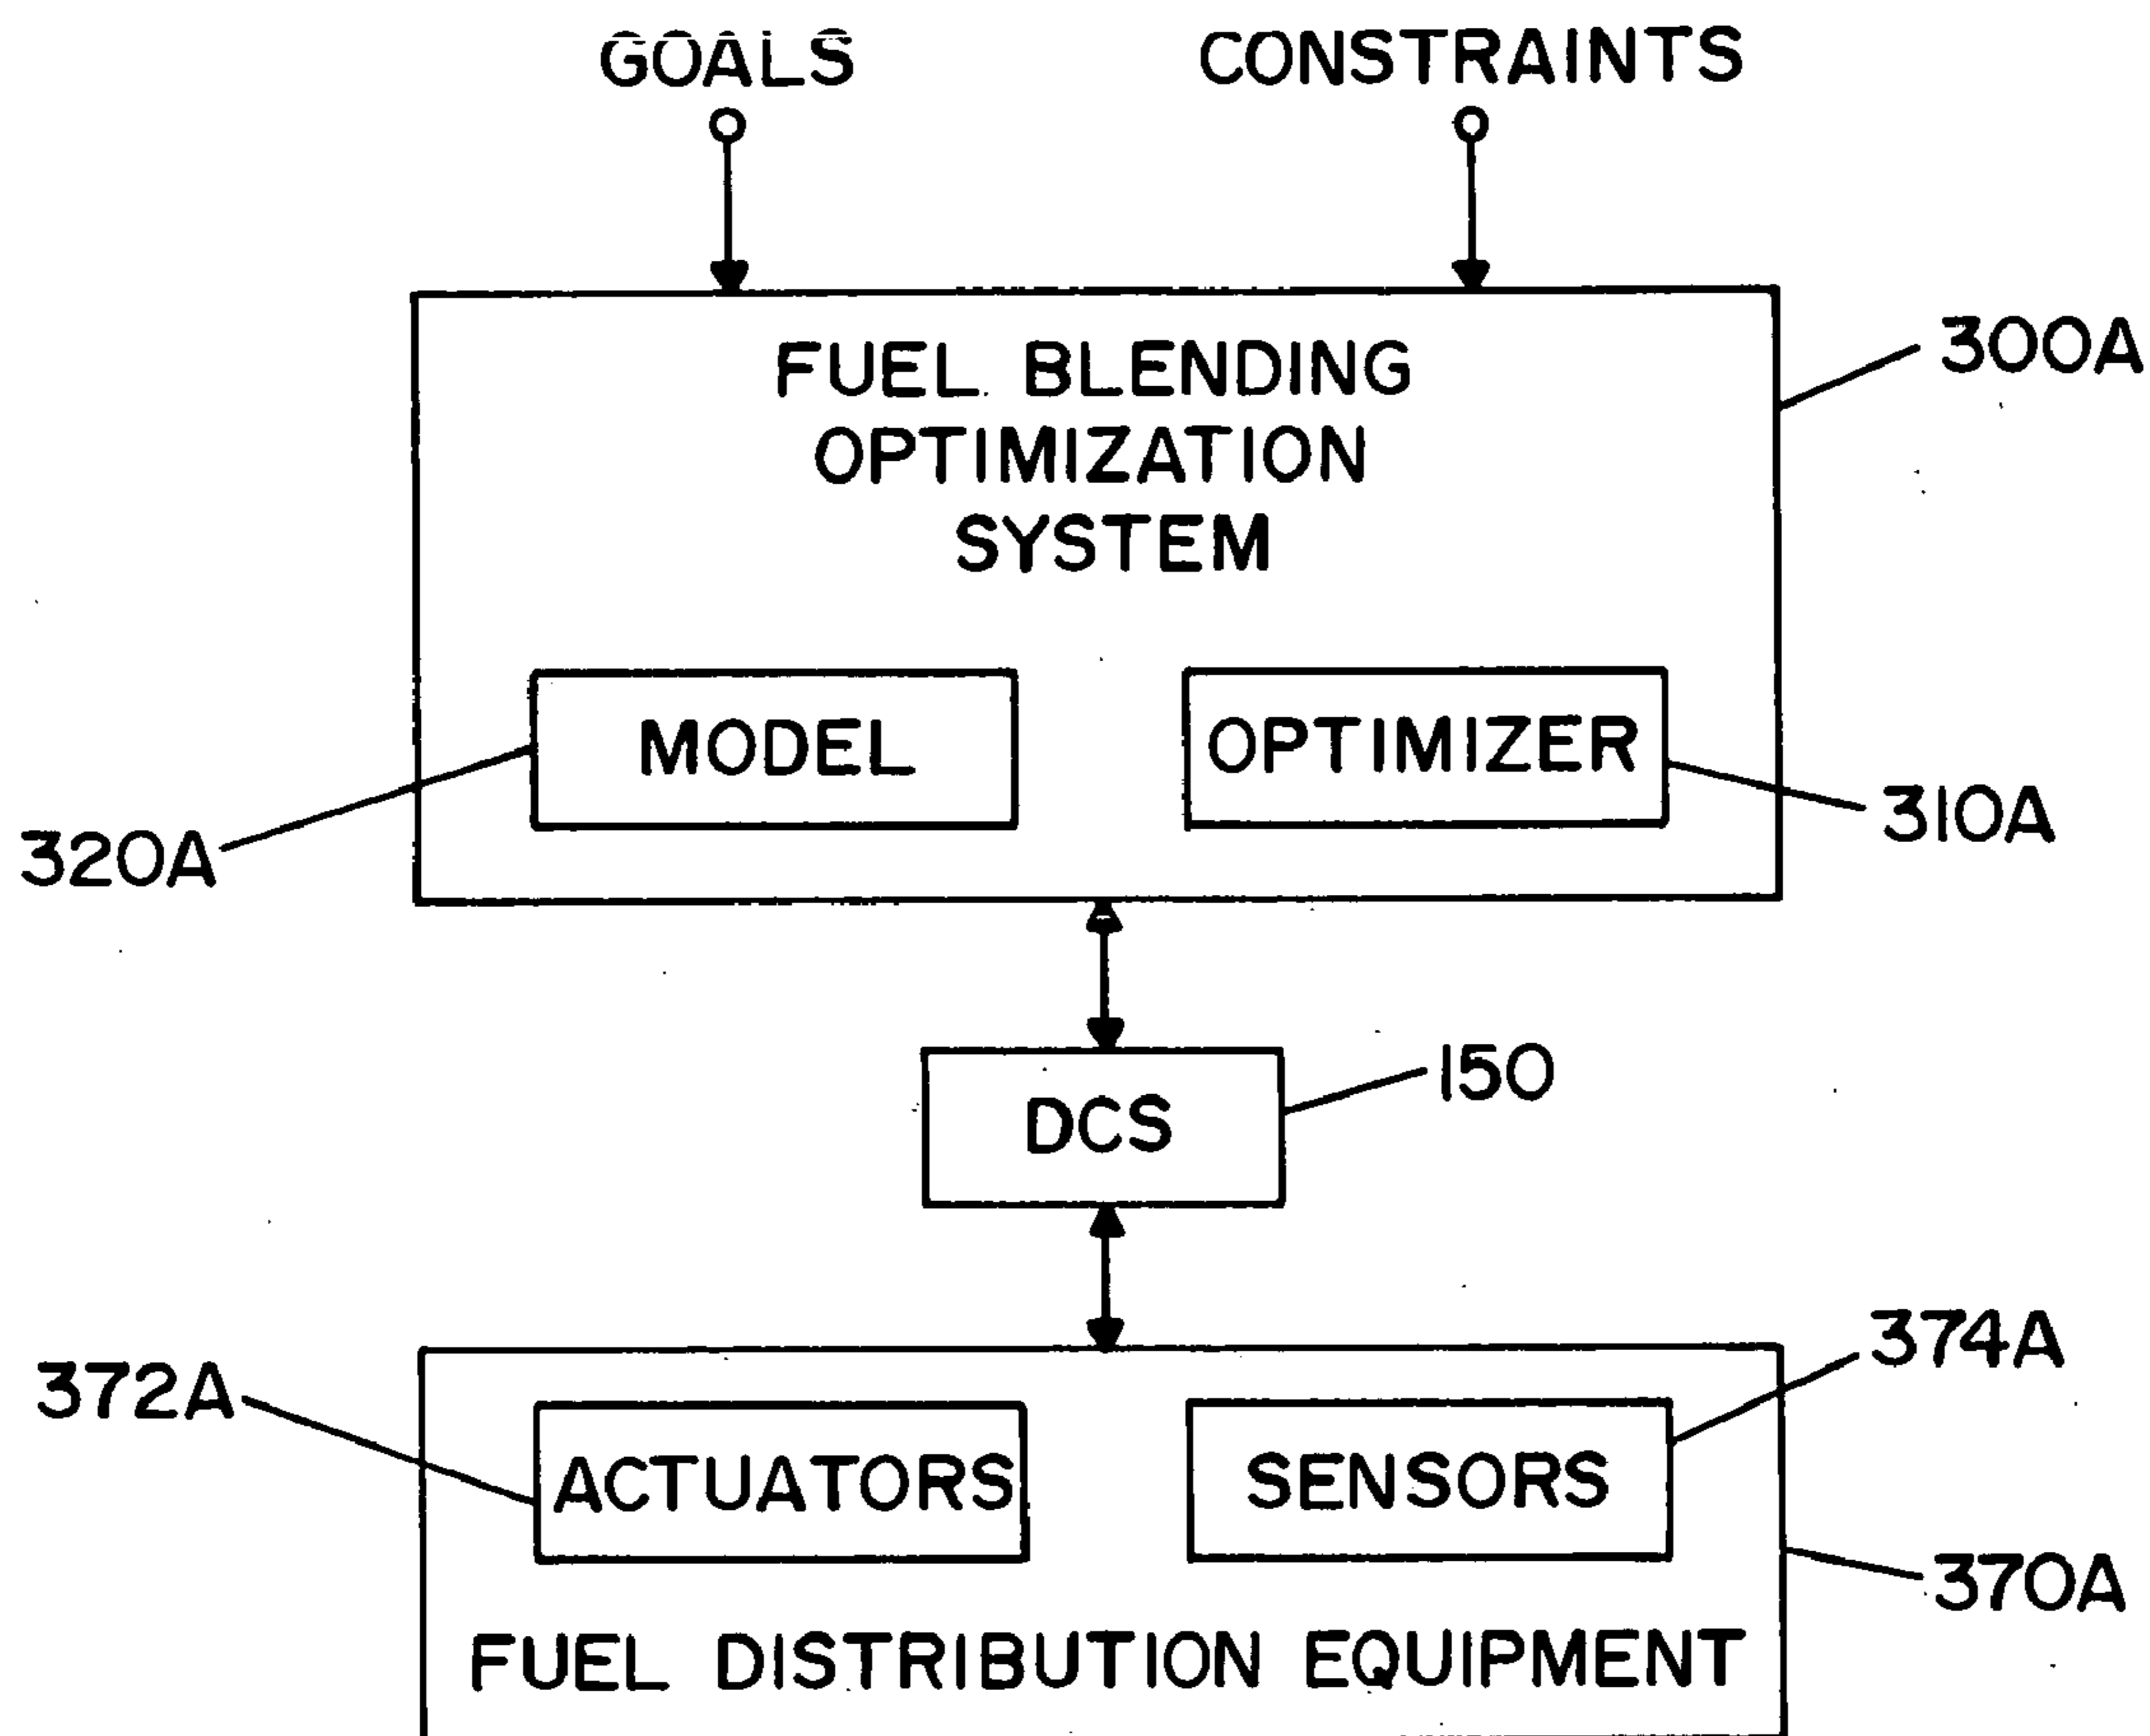 GOALS
CONSTRAINTS
FUEL BLENDING
OPTIMIZATION
SYSTEM
300A
MODEL
OPTIMIZER
320A
310A
DCS
150
372A
374A
ACTUATORS
SENSORS
370A
FUEL DISTRIBUTION EQUIPMENT